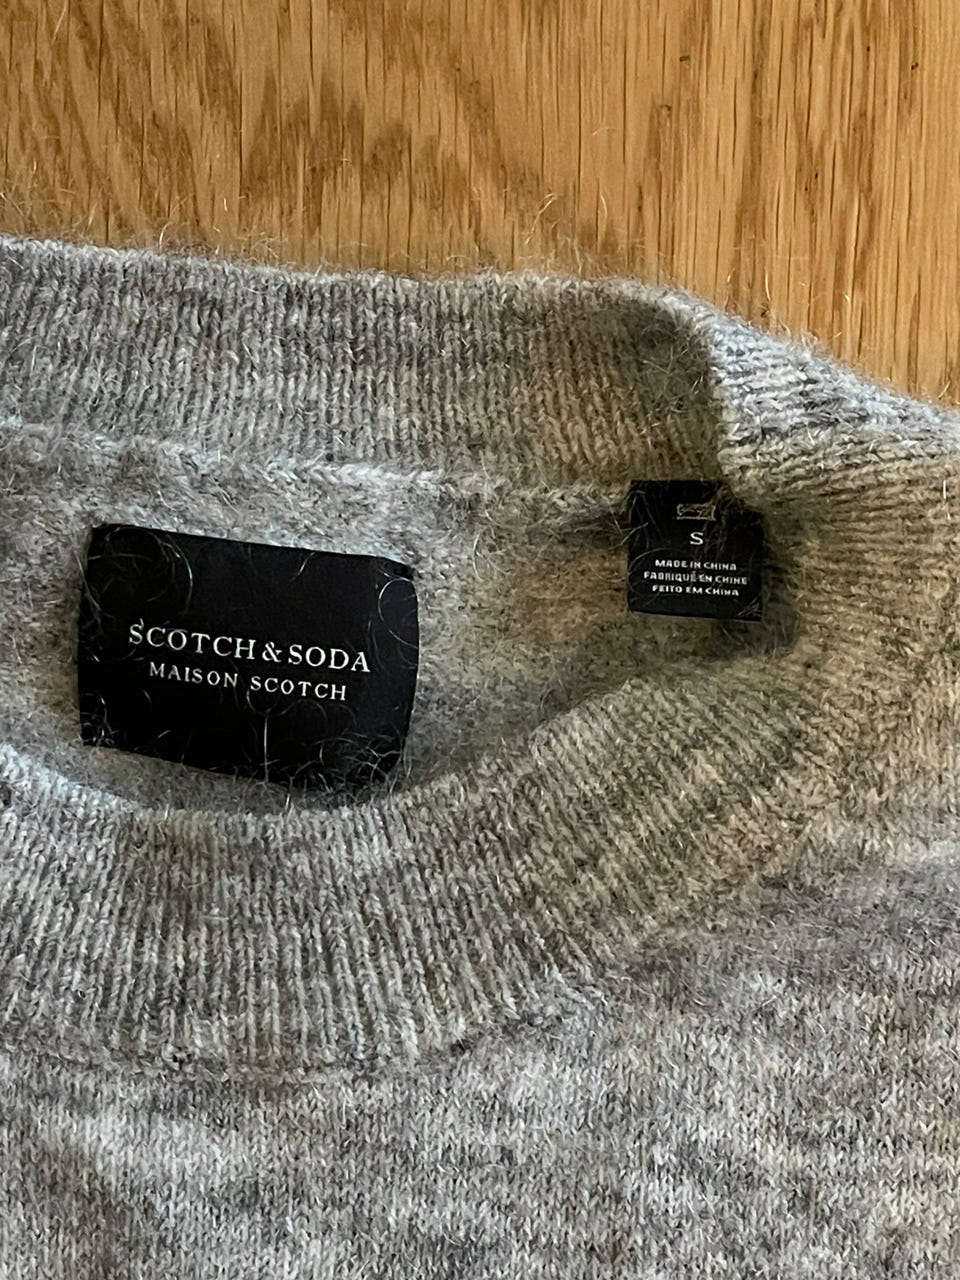 SCOTCH & SODA
MAISON SCOTCH
S
MADE IN CHINA
FABRIQUÉ EN CHINE
FEITO EM CHINA